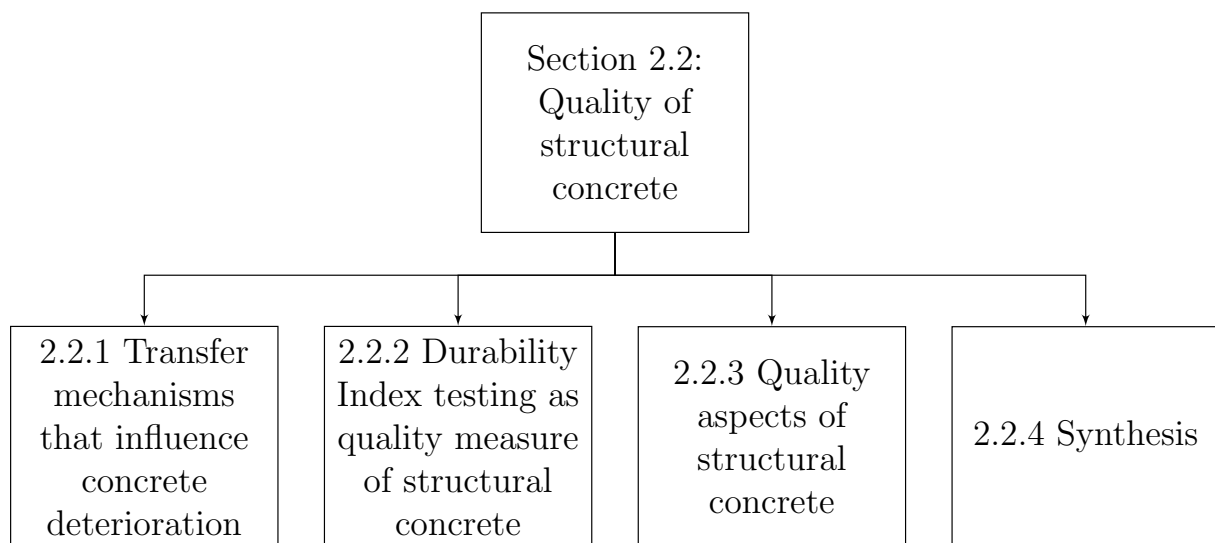 Section 2.2:
Quality of
structural
concrete
2.2.1 Transfer
mechanisms
that influence
concrete
deterioration
2.2.2 Durability
Index testing as
quality measure
of structural
concrete
2.2.3 Quality
aspects of
structural
concrete
2.2.4 Synthesis